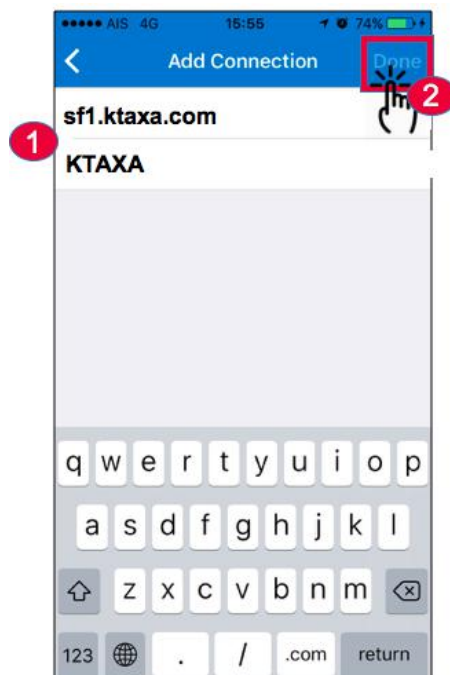 AIS 4G 15:55 74%
Add Connection Done
2
sf1.ktaxa.com
1
KTAXA
q w e r t y u i o p
a s d f g h j k l
z x c v b n m
123 . / .com return